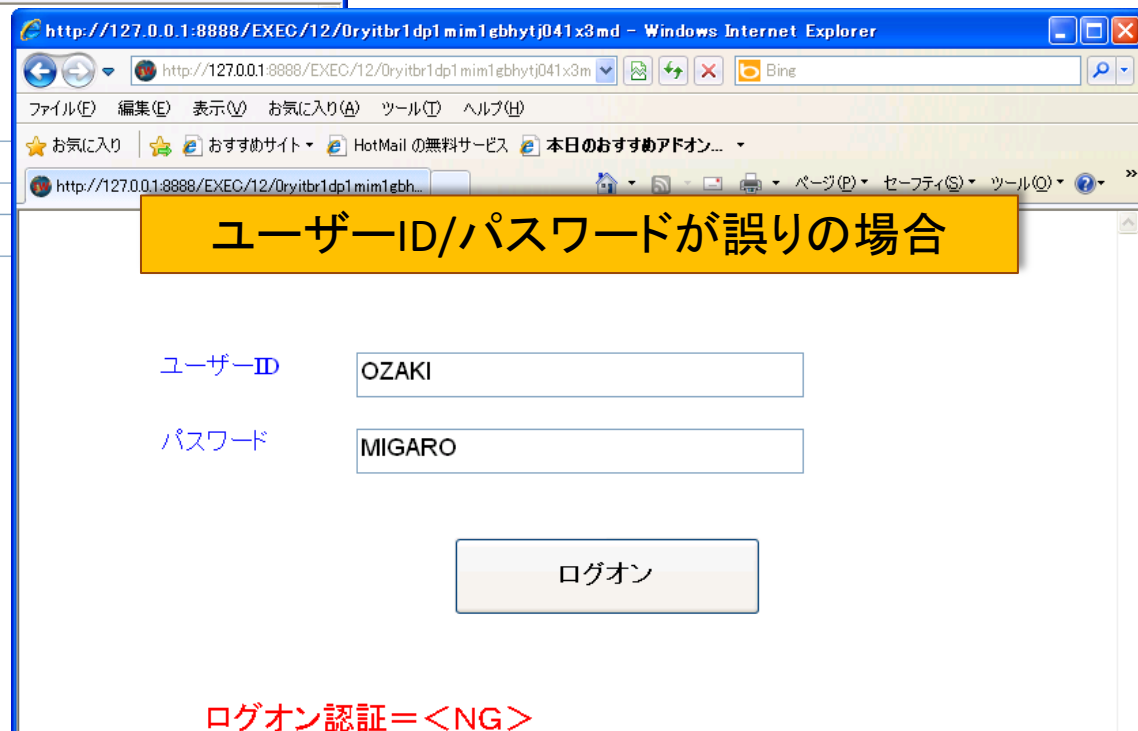 http://127.0.0.1:8888/EXEC/12/0ryitbr1dp1mim1gbhytj041x3md - Windows Internet Explorer
http://127.0.0.1:8888/EXEC/12/0ryitbr1dp1mim1gbhytj041x3m Bing
ファイル(F) 編集(E) 表示(V) お気に入り(A) ツール(T) ヘルプ(H)
お気に入り おすすめサイト HotMail の無料サービス 本日のおすすめアドオン...
http://127.0.0.1:8888/EXEC/12/0ryitbr1dp1mim1gbh... ページ(P) セーフティ(S) ツール(O) »
ユーザーID/パスワードが誤りの場合
ユーザーID OZAKI
パスワード MIGARO
ログオン
ログオン認証=<NG>